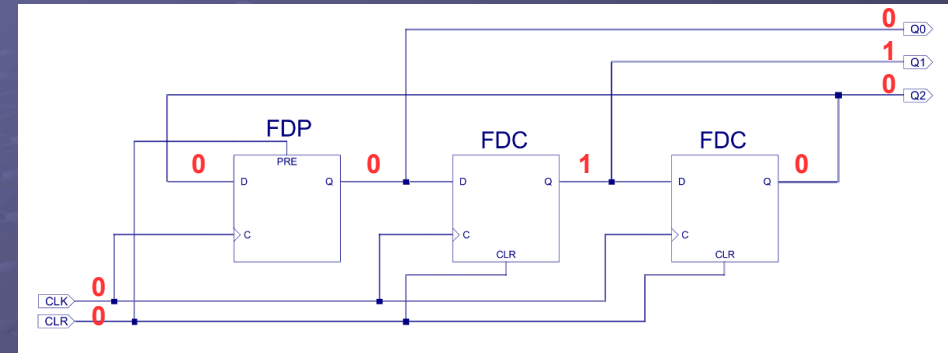 0 Q0
1 Q1
0 Q2
FDP FDC FDC
PRE
0 D Q 0 D Q 1 D Q 0
C C C
CLR CLR
CLK 0
CLR 0